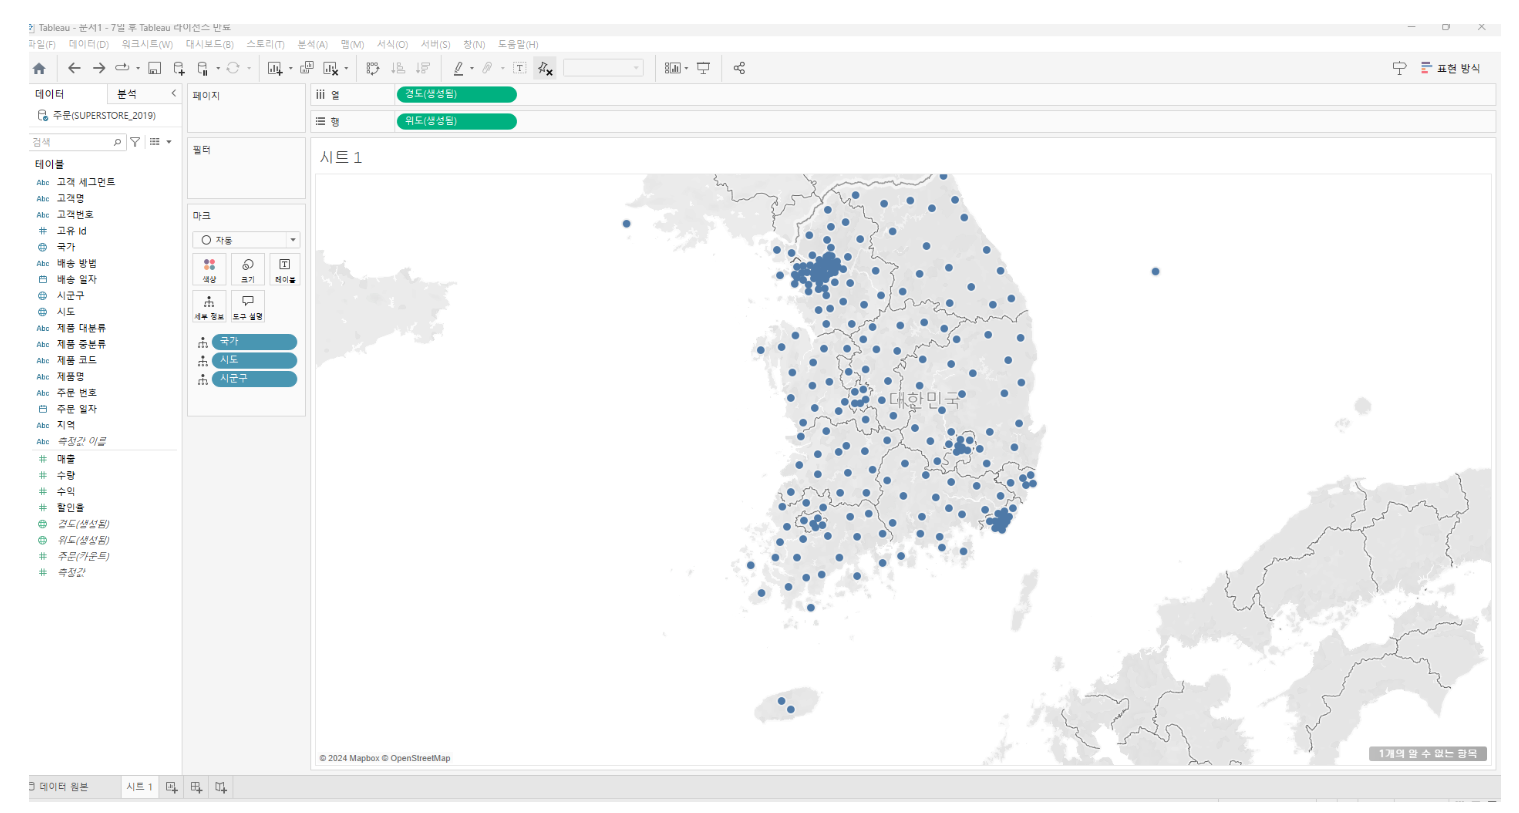 Tableau - 문서1 - 7일 후 Tableau 라이선스 만료
파일(F) 데이터(D) 워크시트(W) 대시보드(B) 스토리(T) 분석(A) 맵(M) 서식(O) 서버(S) 창(N) 도움말(H)
표현 방식
데이터 분석
주문(SUPERSTORE_2019)
검색
테이블
Abc 고객 세그먼트
Abc 고객명
Abc 고객번호
# 고유 Id
국가
Abc 배송 방법
배송 일자
시군구
시도
Abc 제품 대분류
Abc 제품 중분류
Abc 제품 코드
Abc 제품명
Abc 주문 번호
주문 일자
Abc 지역
Abc 측정값 이름
# 매출
# 수량
# 수익
# 할인율
경도(생성됨)
위도(생성됨)
# 주문(카운트)
# 측정값
페이지
필터
마크
자동
색상 크기 레이블
세부 정보 도구 설명
국가
시도
시군구
iii 열 경도(생성됨)
행 위도(생성됨)
시트 1
대한민국
© 2024 Mapbox © OpenStreetMap
1개의 알 수 없는 항목
데이터 원본 시트 1